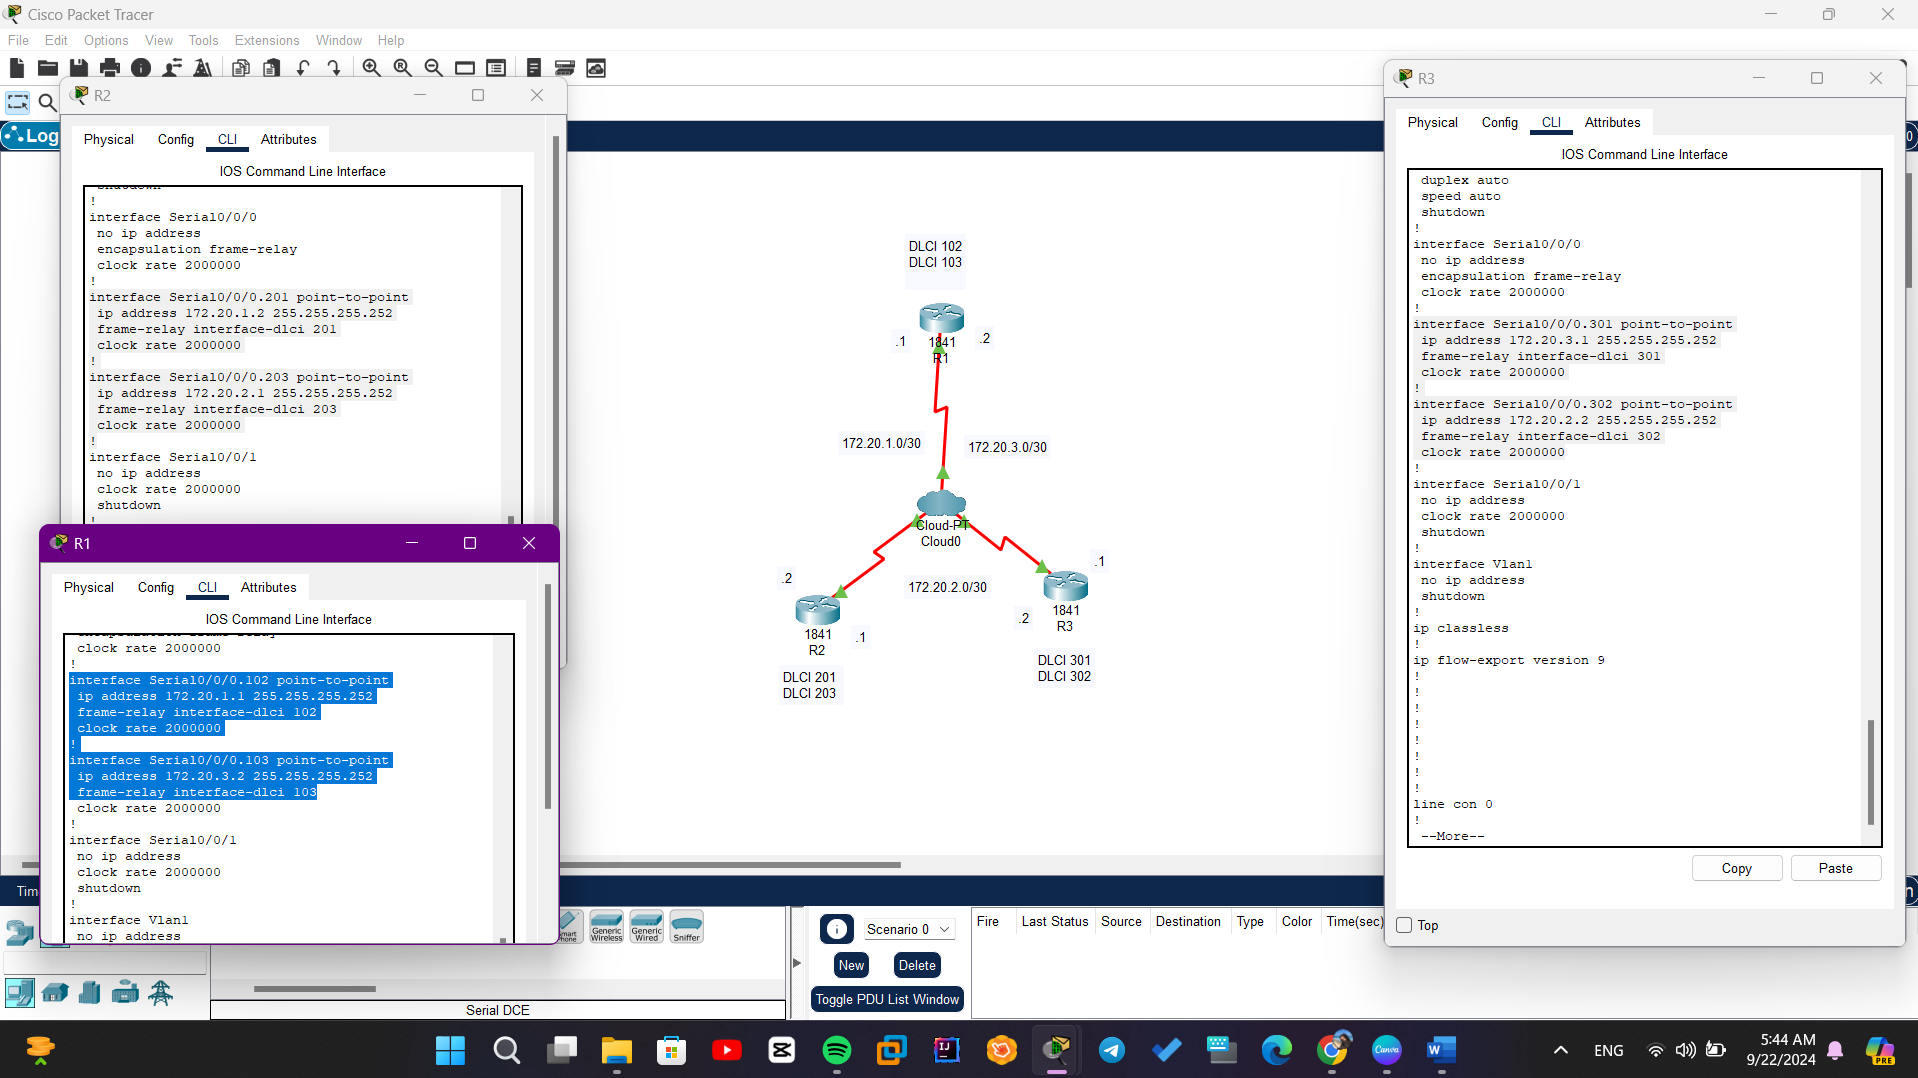 Cisco Packet Tracer
File Edit Options View Tools Extensions Window Help
Log
R2
Physical Config CLI Attributes
IOS Command Line Interface
shutdown
!
interface Serial0/0/0
no ip address
encapsulation frame-relay
clock rate 2000000
!
interface Serial0/0/0.201 point-to-point
ip address 172.20.1.2 255.255.255.252
frame-relay interface-dlci 201
clock rate 2000000
!
interface Serial0/0/0.203 point-to-point
ip address 172.20.2.1 255.255.255.252
frame-relay interface-dlci 203
clock rate 2000000
!
interface Serial0/0/1
no ip address
clock rate 2000000
shutdown
!
R1
Physical Config CLI Attributes
IOS Command Line Interface
encapsulation frame-relay
clock rate 2000000
!
interface Serial0/0/0.102 point-to-point
ip address 172.20.1.1 255.255.255.252
frame-relay interface-dlci 102
clock rate 2000000
!
interface Serial0/0/0.103 point-to-point
ip address 172.20.3.2 255.255.255.252
frame-relay interface-dlci 103
clock rate 2000000
!
interface Serial0/0/1
no ip address
clock rate 2000000
shutdown
!
interface Vlan1
no ip address
DLCI 102
DLCI 103
.1
1841
R1
.2
172.20.1.0/30
172.20.3.0/30
Cloud-PT
Cloud0
.2
172.20.2.0/30
.1
1841
R2
.1
.2
1841
R3
DLCI 201
DLCI 203
DLCI 301
DLCI 302
R3
Physical Config CLI Attributes
IOS Command Line Interface
duplex auto
speed auto
shutdown
!
interface Serial0/0/0
no ip address
encapsulation frame-relay
clock rate 2000000
!
interface Serial0/0/0.301 point-to-point
ip address 172.20.3.1 255.255.255.252
frame-relay interface-dlci 301
clock rate 2000000
!
interface Serial0/0/0.302 point-to-point
ip address 172.20.2.2 255.255.255.252
frame-relay interface-dlci 302
clock rate 2000000
!
interface Serial0/0/1
no ip address
clock rate 2000000
shutdown
!
interface Vlan1
no ip address
shutdown
!
ip classless
!
ip flow-export version 9
!
!
!
!
!
!
!
!
line con 0
!
--More--
Copy Paste
Top
Tim
Generic Wireless
Generic Wired
Sniffer
Serial DCE
Scenario 0
New Delete
Toggle PDU List Window
Fire Last Status Source Destination Type Color Time(sec)
ENG
5:44 AM
9/22/2024
Canva
W
IJ
PRE